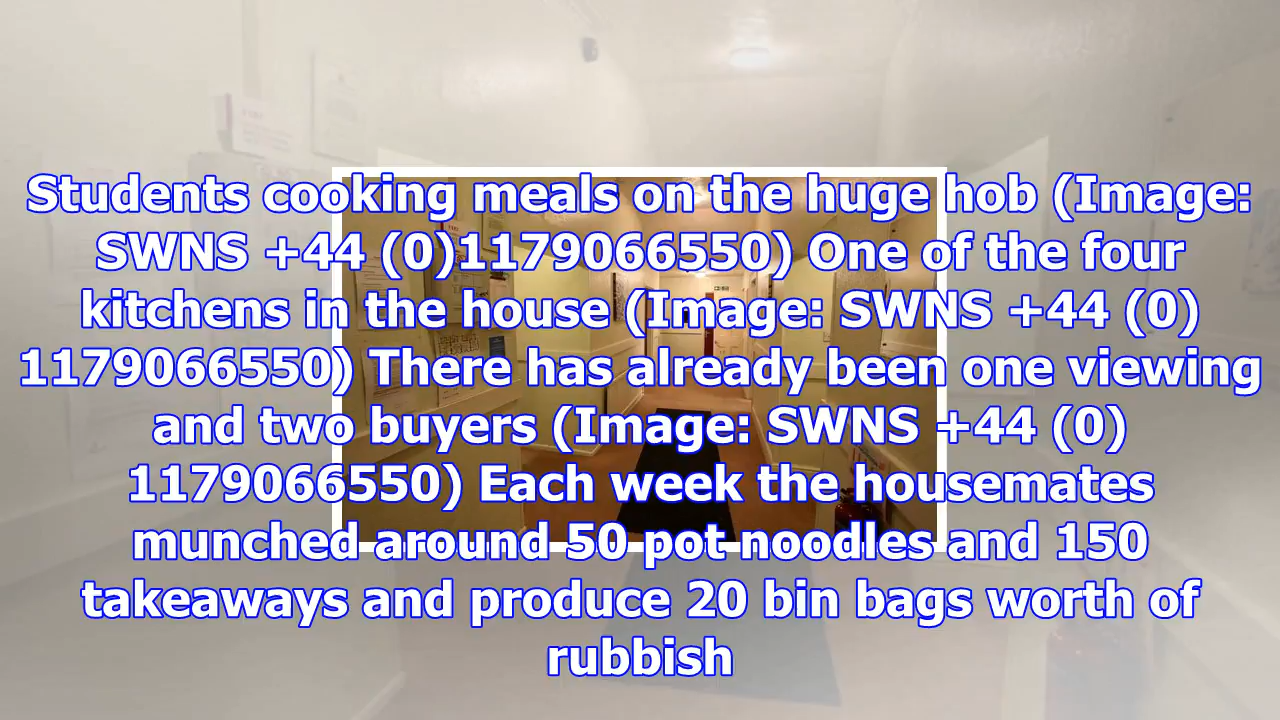 Students cooking meals on the huge hob (Image:
SWNS +44 (0)1179066550) One of the four
kitchens in the house (Image: SWNS +44 (0)
1179066550) There has already been one viewing
and two buyers (Image: SWNS +44 (0)
1179066550) Each week the housemates
munched around 50 pot noodles and 150
takeaways and produce 20 bin bags worth of
rubbish